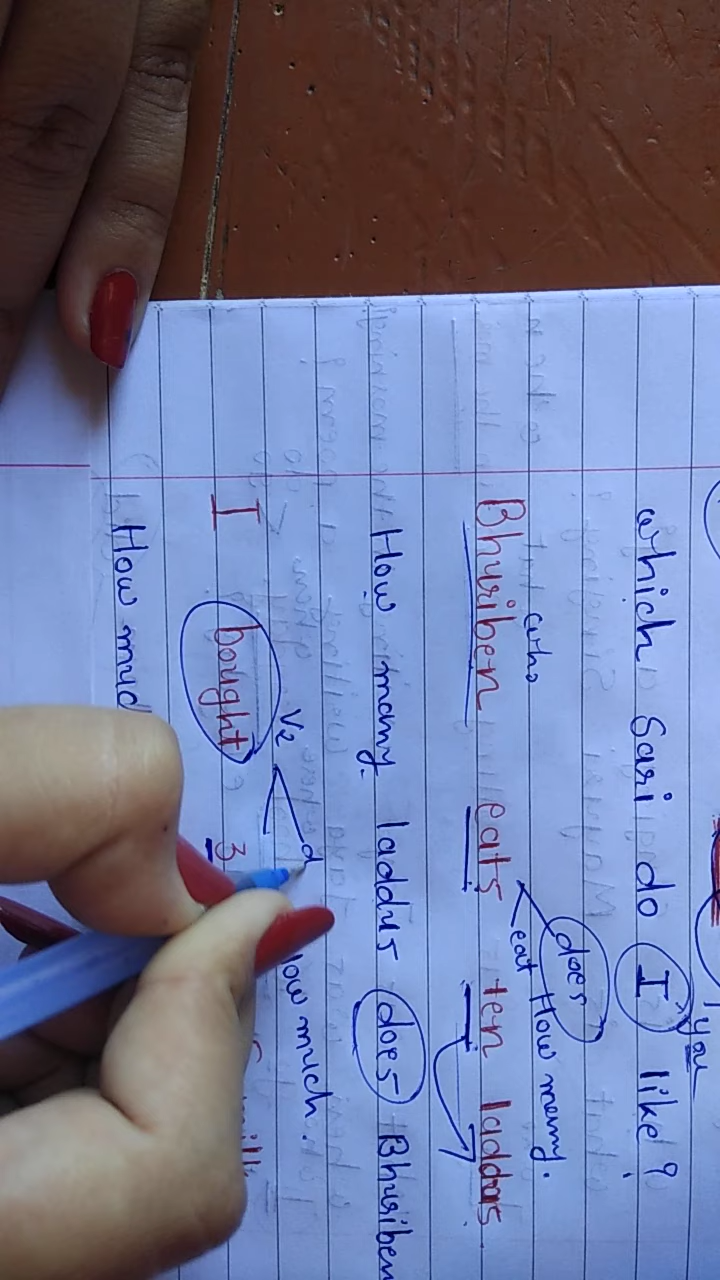 you
which Sari do I like?
does
who
eat How many.
Bhuriben eats ten laddus.
How many laddus does Bhuriben
V2 d
how much.
I bought 3 milk
How much